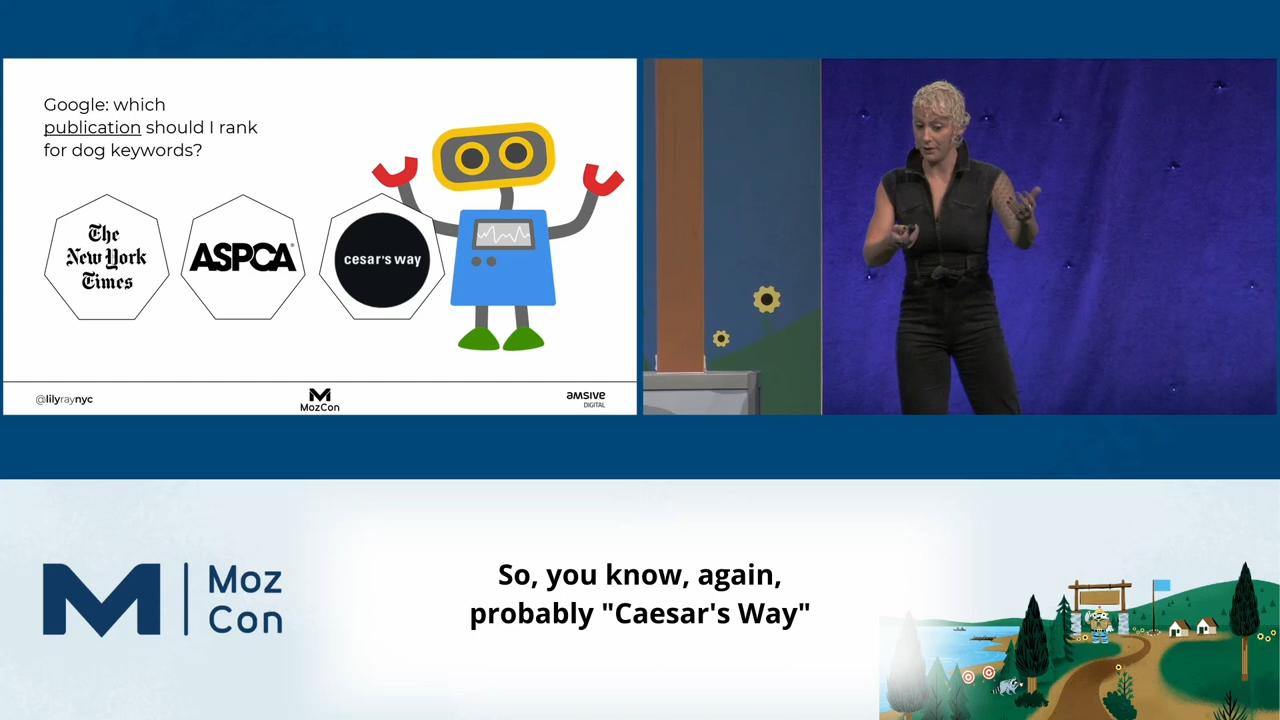 Google: which
publication should I rank
for dog keywords?
The
New York
Times
ASPCA®
cesar's way
@lilyraynyc
MozCon
amsive
DIGITAL
Moz
Con
So, you know, again,
probably "Caesar's Way"